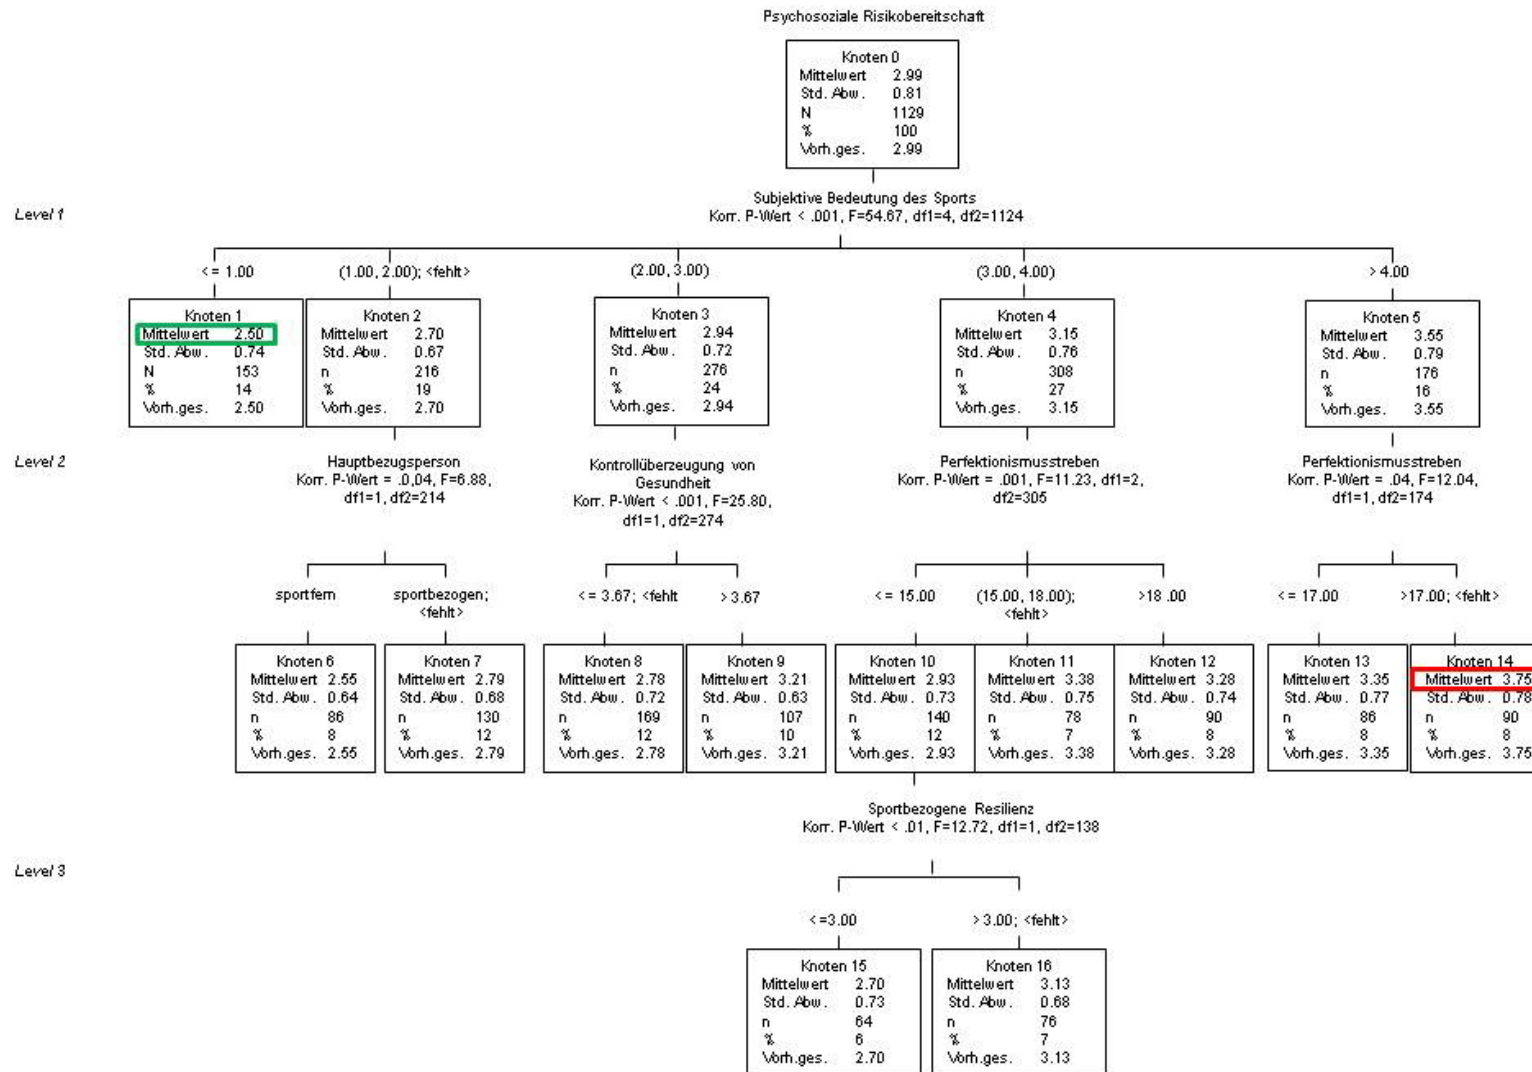 Psychosoziale Risikobereitschaft
Knoten 0
Mittelwert 2.99
Std. Abw. 0.81
N 1129
% 100
Vorh.ges. 2.99
Level 1
Subjektive Bedeutung des Sports
Korr. P-Wert < .001, F=54.67, df1=4, df2=1124
<= 1.00
(1.00, 2.00); <fehlt>
(2.00, 3.00)
(3.00, 4.00)
> 4.00
Knoten 1
Mittelwert 2.50
Std. Abw. 0.74
N 153
% 14
Vorh.ges. 2.50
Knoten 2
Mittelwert 2.70
Std. Abw. 0.67
n 216
% 19
Vorh.ges. 2.70
Knoten 3
Mittelwert 2.94
Std. Abw. 0.72
n 276
% 24
Vorh.ges. 2.94
Knoten 4
Mittelwert 3.15
Std. Abw. 0.76
n 308
% 27
Vorh.ges. 3.15
Knoten 5
Mittelwert 3.55
Std. Abw. 0.79
n 176
% 16
Vorh.ges. 3.55
Level 2
Hauptbezugsperson
Korr. P-Wert = .0,04, F=6.88,
df1=1, df2=214
Kontrollüberzeugung von
Gesundheit
Korr. P-Wert < .001, F=25.80,
df1=1, df2=274
Perfektionismusstreben
Korr. P-Wert = .001, F=11.23, df1=2,
df2=305
Perfektionismusstreben
Korr. P-Wert = .04, F=12.04,
df1=1, df2=174
sportfern
sportbezogen;
<fehlt>
<= 3.67; <fehlt
> 3.67
<= 15.00
(15.00, 18.00);
<fehlt>
>18 .00
<= 17.00
>17.00; <fehlt>
Knoten 6
Mittelwert 2.55
Std. Abw. 0.64
n 86
% 8
Vorh.ges. 2.55
Knoten 7
Mittelwert 2.79
Std. Abw. 0.68
n 130
% 12
Vorh.ges. 2.79
Knoten 8
Mittelwert 2.78
Std. Abw. 0.72
n 169
% 12
Vorh.ges. 2.78
Knoten 9
Mittelwert 3.21
Std. Abw. 0.63
n 107
% 10
Vorh.ges. 3.21
Knoten 10
Mittelwert 2.93
Std. Abw. 0.73
n 140
% 12
Vorh.ges. 2.93
Knoten 11
Mittelwert 3.38
Std. Abw. 0.75
n 78
% 7
Vorh.ges. 3.38
Knoten 12
Mittelwert 3.28
Std. Abw. 0.74
n 90
% 8
Vorh.ges. 3.28
Knoten 13
Mittelwert 3.35
Std. Abw. 0.77
n 86
% 8
Vorh.ges. 3.35
Knoten 14
Mittelwert 3.75
Std. Abw. 0.78
n 90
% 8
Vorh.ges. 3.75
Sportbezogene Resilienz
Korr. P-Wert < .01, F=12.72, df1=1, df2=138
Level 3
<=3.00
> 3.00; <fehlt>
Knoten 15
Mittelwert 2.70
Std. Abw. 0.73
n 64
% 6
Vorh.ges. 2.70
Knoten 16
Mittelwert 3.13
Std. Abw. 0.68
n 76
% 7
Vorh.ges. 3.13